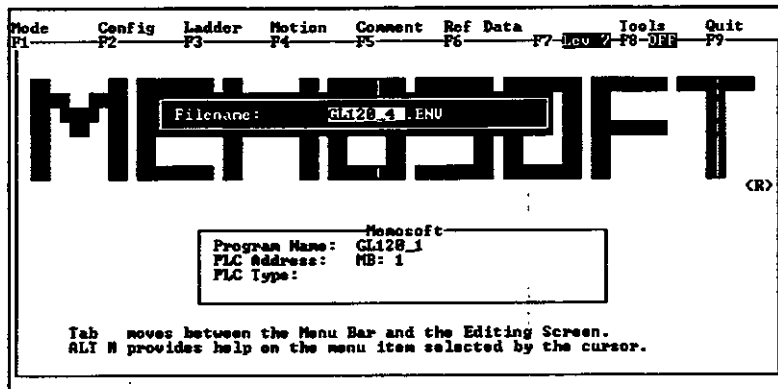 Mode Config Ladder Motion Comment Ref Data Tools Quit
F1 F2 F3 F4 F5 F6 F7-Lev ? F8-OFF F9
MEMOSOFT
Filename: GL120_4 .ENV
(R)
Memosoft
Program Name: GL120_1
PLC Address: MB: 1
PLC Type:
Tab moves between the Menu Bar and the Editing Screen.
ALT H provides help on the menu item selected by the cursor.